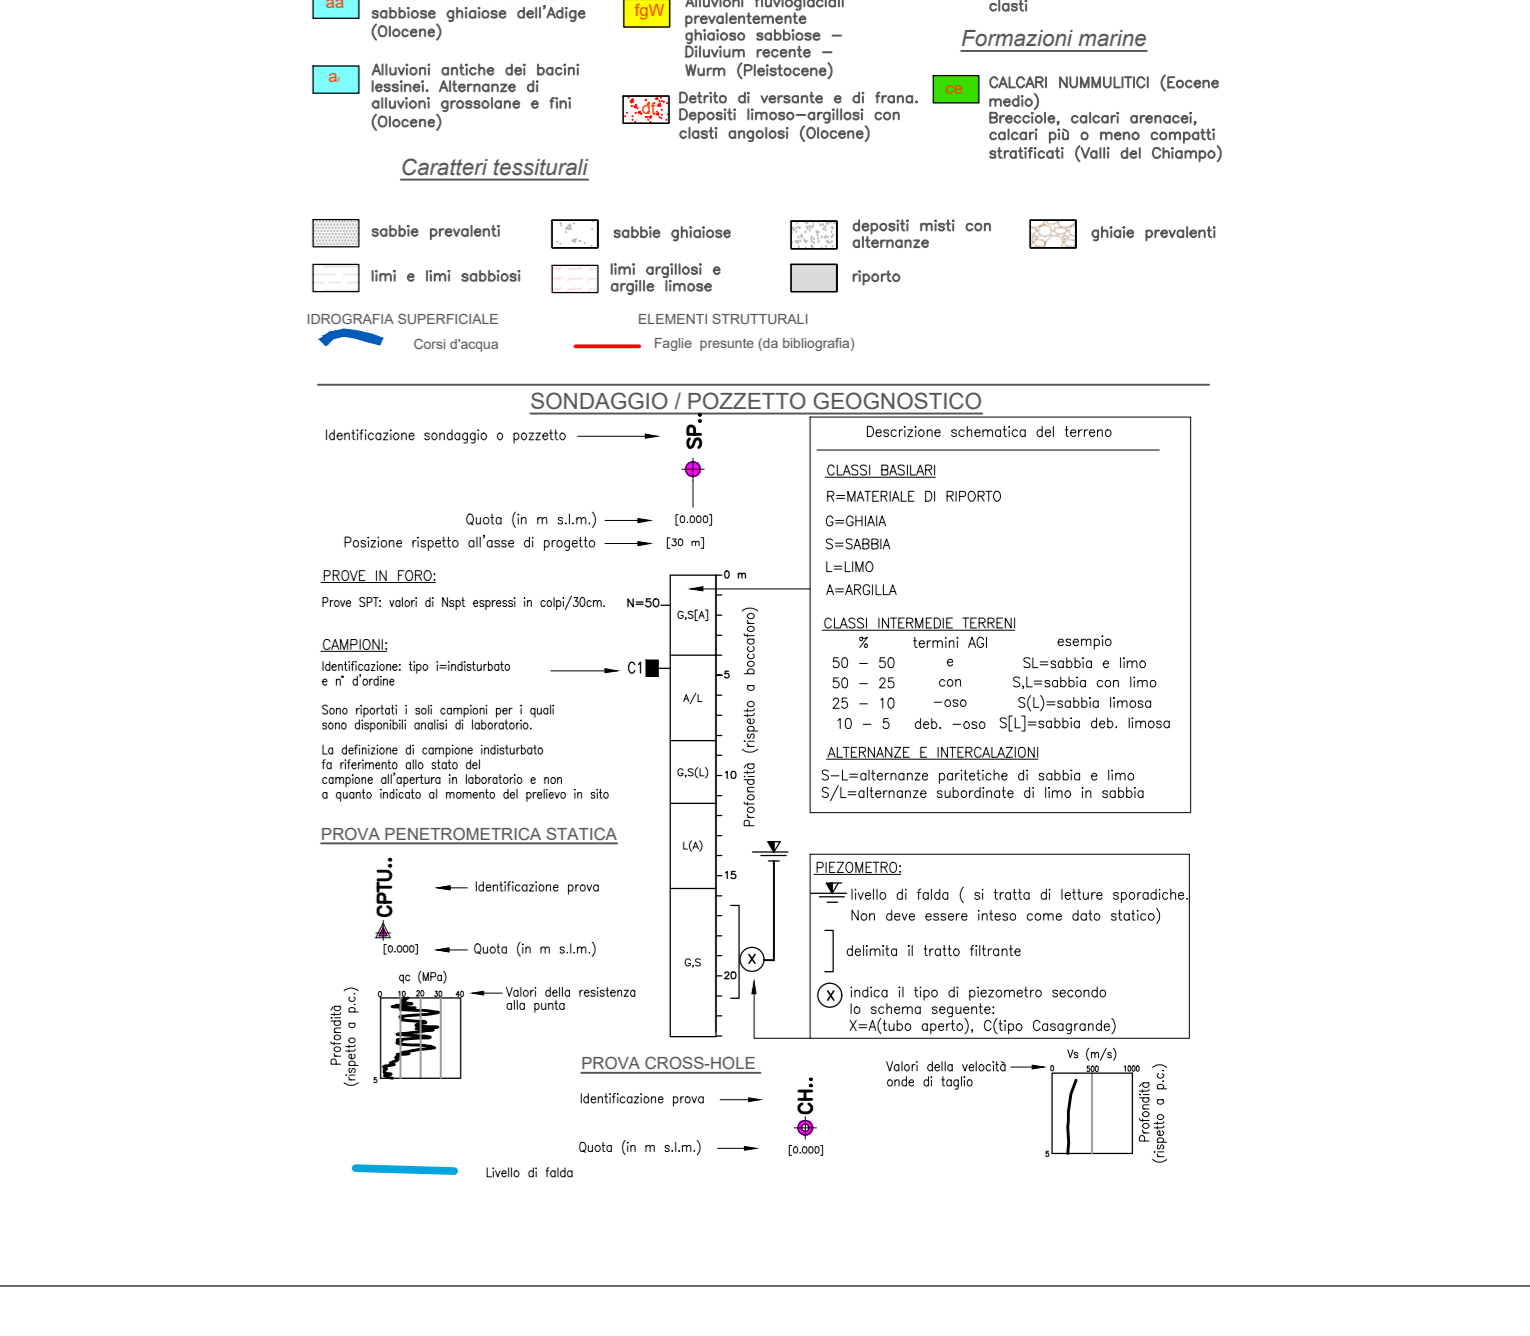 aa
sabbiose ghiaiose dell'Adige
(Olocene)
ar
Alluvioni antiche dei bacini
lessinei. Alternanze di
alluvioni grossolane e fini
(Olocene)
fgW
Alluvioni fluvioglaciali
prevalentemente
ghiaioso sabbiose –
Diluvium recente –
Wurm (Pleistocene)
df
Detrito di versante e di frana.
Depositi limoso–argillosi con
clasti angolosi (Olocene)
clasti
Formazioni marine
ce
CALCARI NUMMULITICI (Eocene
medio)
Brecciole, calcari arenacei,
calcari più o meno compatti
stratificati (Valli del Chiampo)
Caratteri tessiturali
sabbie prevalenti
sabbie ghiaiose
depositi misti con
alternanze
ghiaie prevalenti
limi e limi sabbiosi
limi argillosi e
argille limose
riporto
IDROGRAFIA SUPERFICIALE
Corsi d'acqua
ELEMENTI STRUTTURALI
Faglie presunte (da bibliografia)
SONDAGGIO / POZZETTO GEOGNOSTICO
Identificazione sondaggio o pozzetto
SP..
Quota (in m s.l.m.)
[0.000]
Posizione rispetto all'asse di progetto
[30 m]
PROVE IN FORO:
Prove SPT: valori di Nspt espressi in colpi/30cm.
N=50
CAMPIONI:
Identificazione: tipo i=indisturbato
e n° d'ordine
C1
Sono riportati i soli campioni per i quali
sono disponibili analisi di laboratorio.
La definizione di campione indisturbato
fa riferimento allo stato del
campione all'apertura in laboratorio e non
a quanto indicato al momento del prelievo in sito
0 m
G,S[A]
5
A/L
G,S(L)
10
L(A)
15
G,S
20
Profondità (rispetto a boccaforo)
X
Descrizione schematica del terreno
CLASSI BASILARI
R=MATERIALE DI RIPORTO
G=GHIAIA
S=SABBIA
L=LIMO
A=ARGILLA
CLASSI INTERMEDIE TERRENI
% termini AGI esempio
50 – 50 e SL=sabbia e limo
50 – 25 con S,L=sabbia con limo
25 – 10 –oso S(L)=sabbia limosa
10 – 5 deb. –oso S[L]=sabbia deb. limosa
ALTERNANZE E INTERCALAZIONI
S–L=alternanze paritetiche di sabbia e limo
S/L=alternanze subordinate di limo in sabbia
PIEZOMETRO:
livello di falda ( si tratta di letture sporadiche.
Non deve essere inteso come dato statico)
delimita il tratto filtrante
X
indica il tipo di piezometro secondo
lo schema seguente:
X=A(tubo aperto), C(tipo Casagrande)
PROVA PENETROMETRICA STATICA
CPTU..
Identificazione prova
[0.000]
Quota (in m s.l.m.)
qc (MPa)
0 10 20 30 40
Valori della resistenza
alla punta
Profondità
(rispetto a p.c.)
5
PROVA CROSS-HOLE
Identificazione prova
CH..
Quota (in m s.l.m.)
[0.000]
Valori della velocità
onde di taglio
Vs (m/s)
0 500 1000
Profondità
(rispetto a p.c.)
5
Livello di falda